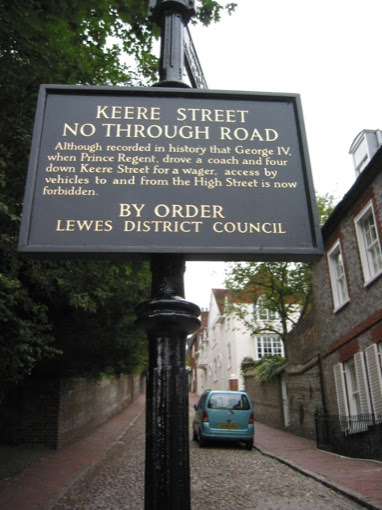 KEERE STREET
NO THROUGH ROAD
Although recorded in history that George IV,
when Prince Regent, drove a coach and four
down Keere Street for a wager, access by
vehicles to and from the High Street is now
forbidden.
BY ORDER
LEWES DISTRICT COUNCIL